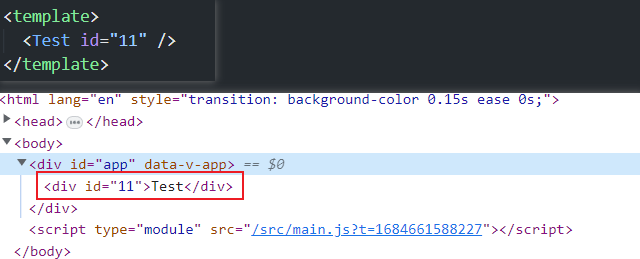 <template>
<Test id="11" />
</template>
<html lang="en" style="transition: background-color 0.15s ease 0s;">
▶<head> ⋯ </head>
▼<body>
▼<div id="app" data-v-app> == $0
<div id="11">Test</div>
</div>
<script type="module" src="/src/main.js?t=1684661588227"></script>
</body>